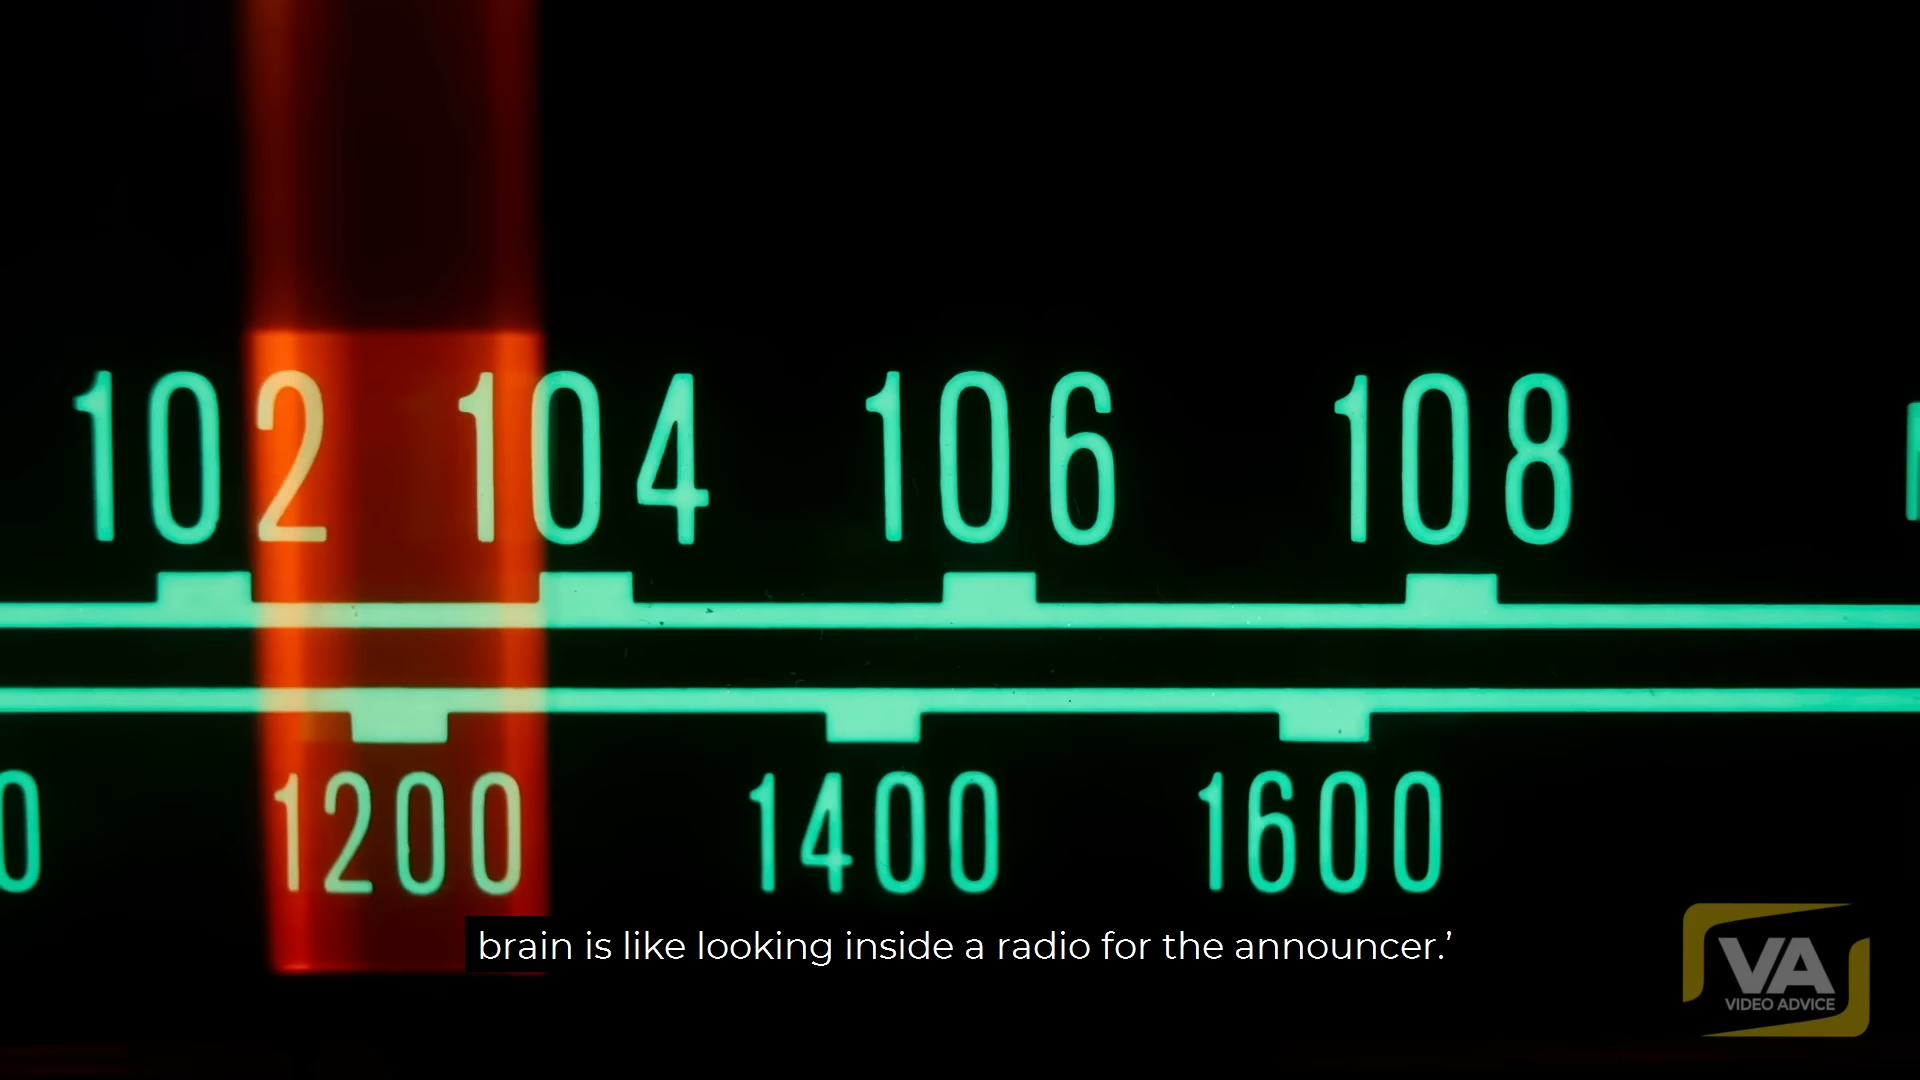 102 104 106 108
0 1200 1400 1600
brain is like looking inside a radio for the announcer.’
VA
VIDEO ADVICE